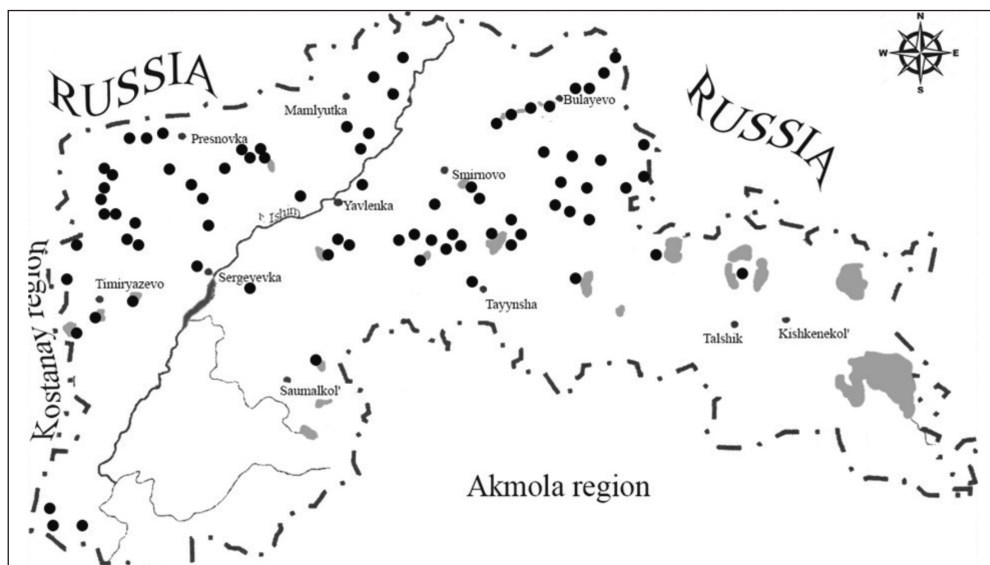 N
W E
S
RUSSIA
RUSSIA
Mamlyutka
Bulayevo
Presnovka
Smirnovo
Yavlenka
r. Ishim
Sergeyevka
Timiryazevo
Tayynsha
Talshik
Kishkenekol'
Saumalkol'
Kostanay region
Akmola region